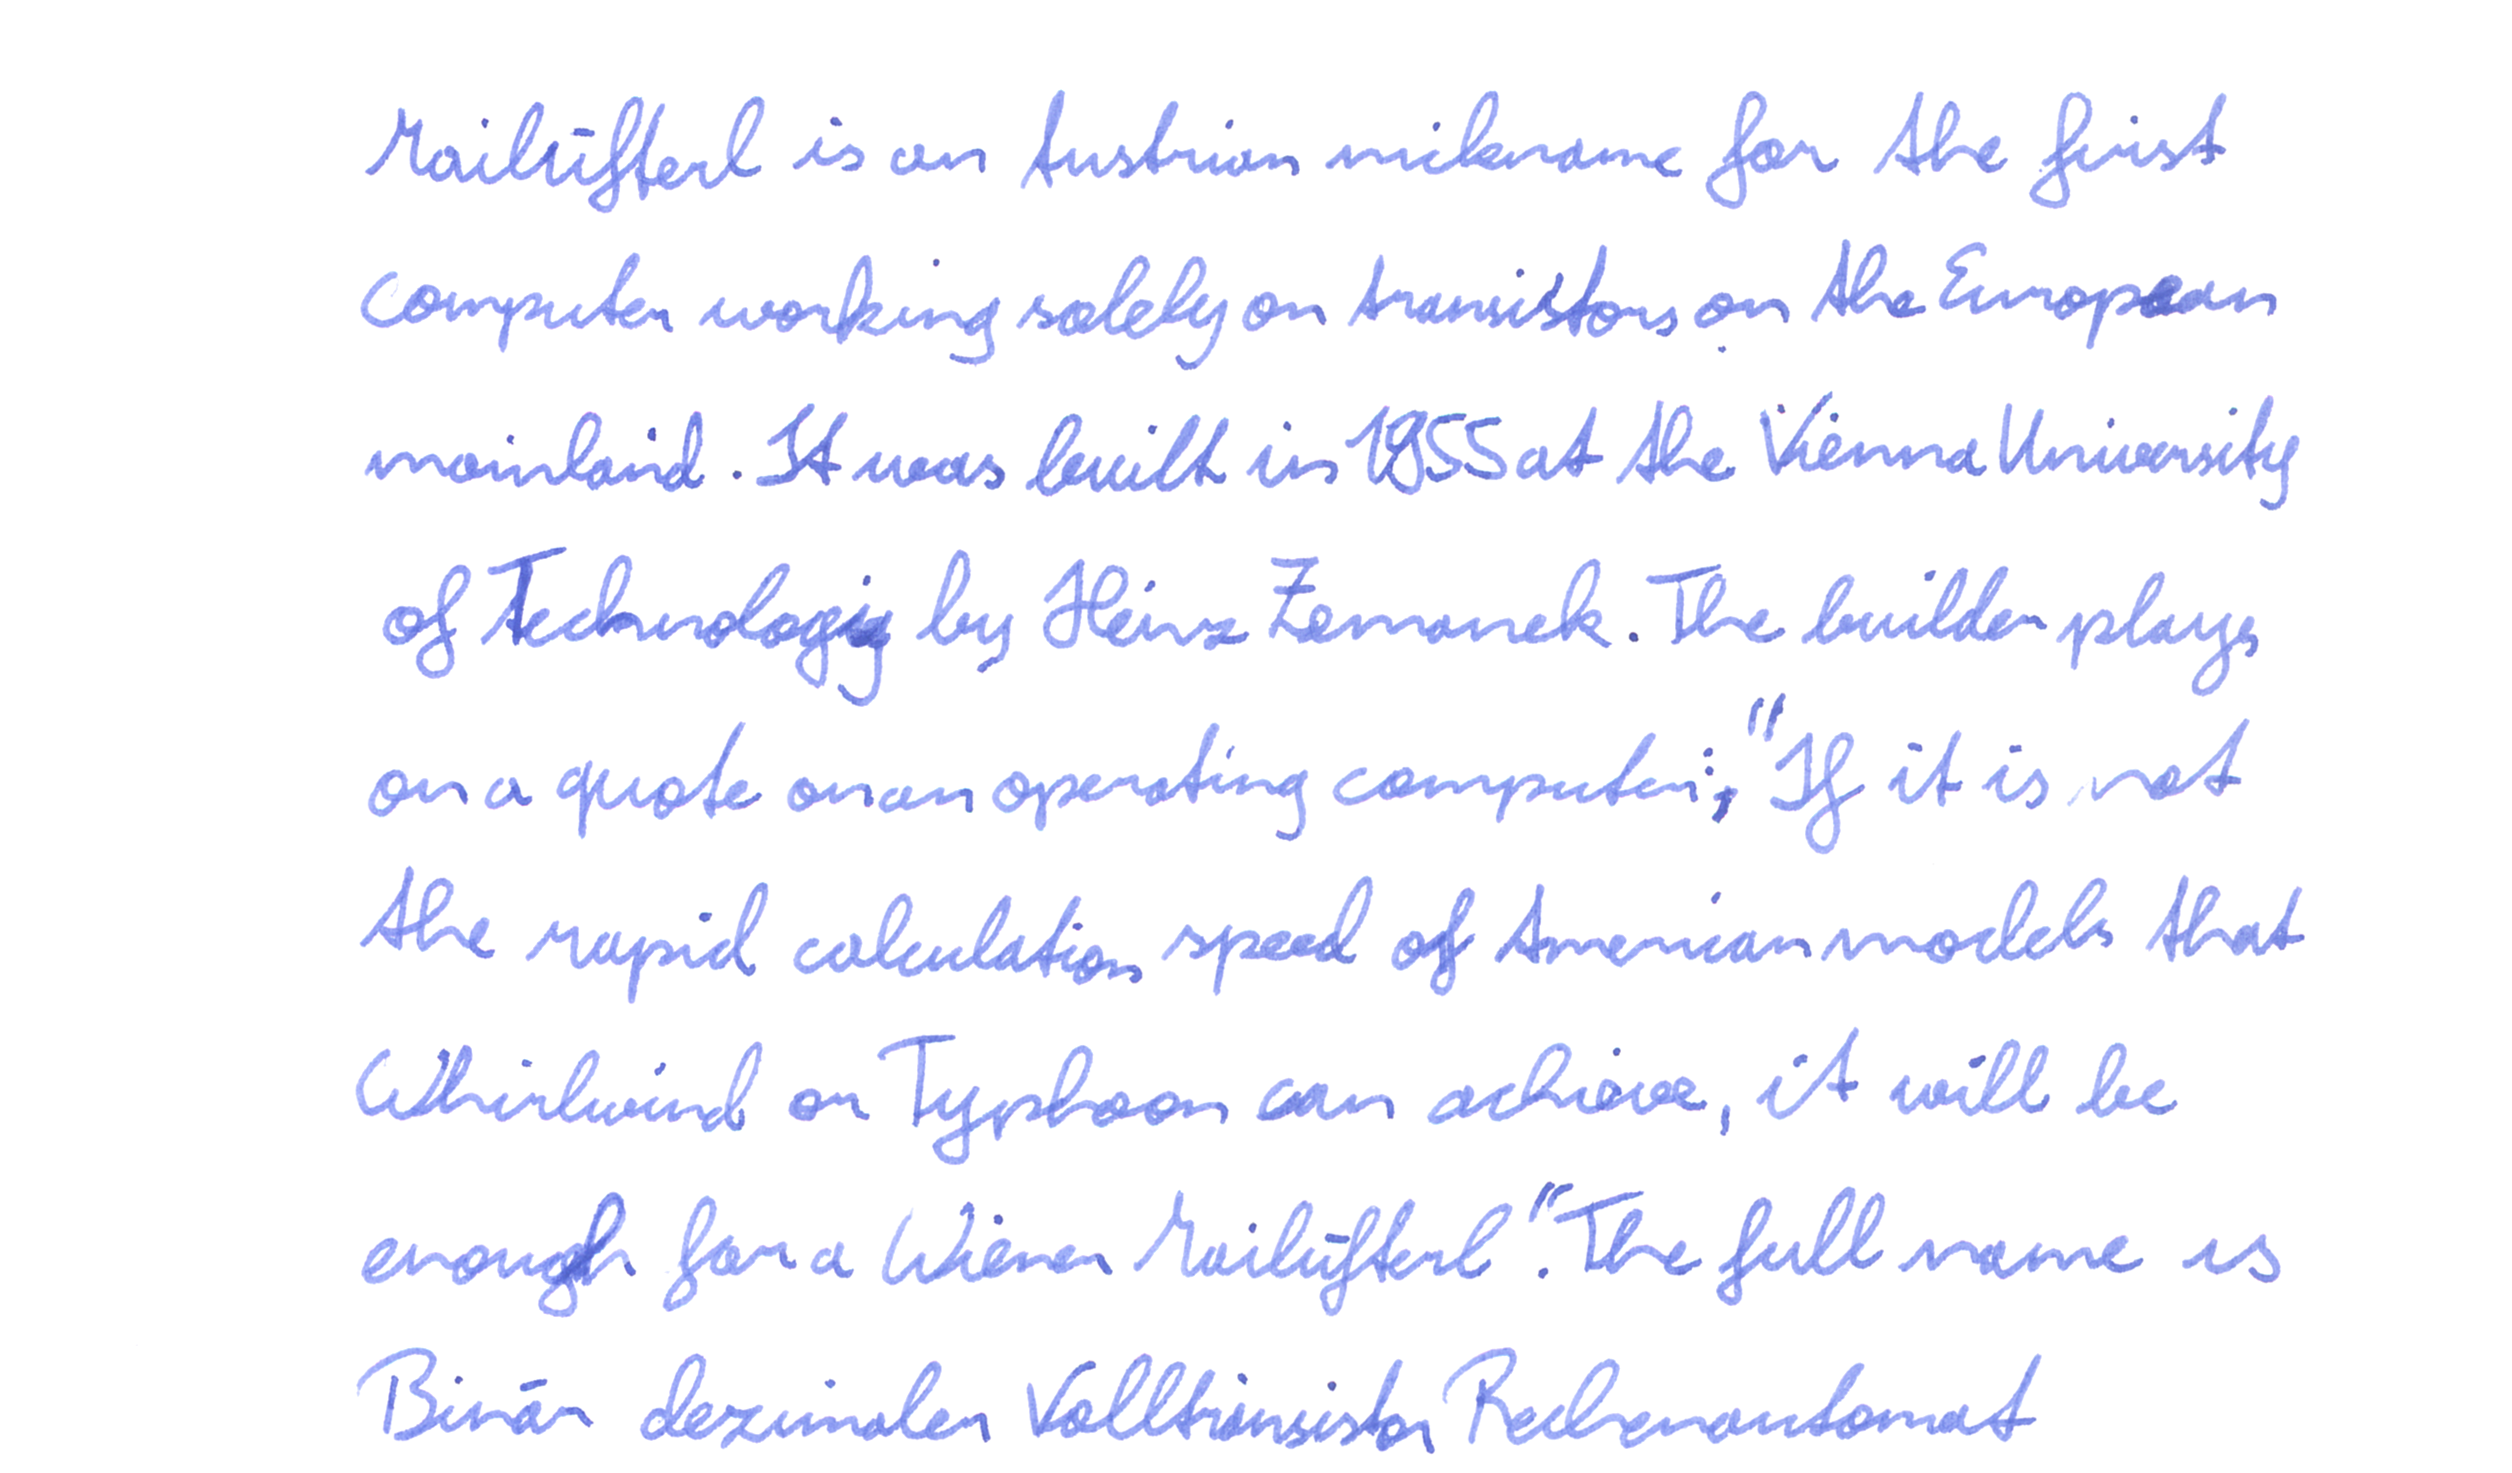 Mailüfterl is an Austrian nickname for the first
computer working solely on transistors on the European
mainland. It was built in 1955 at the Vienna University
of Technology by Heinz Zemanek. The builder plays
on a quote on an operating computer; "If it is not
the rapid calculation speed of American models that
Whirlwind or Typhoon can achieve, it will be
enough for a Wiener Mailüfterl". The full name is
Binär dezimaler Volltransistor Rechenautomat